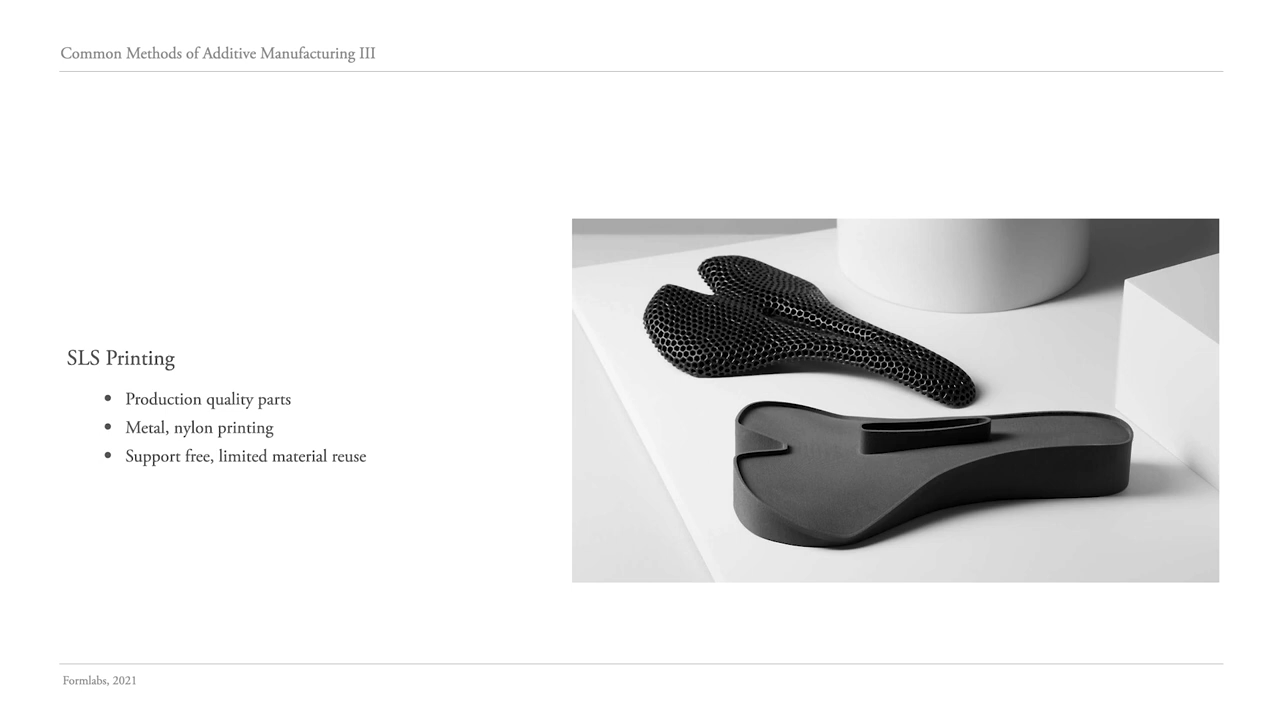 Common Methods of Additive Manufacturing III
SLS Printing
• Production quality parts
• Metal, nylon printing
• Support free, limited material reuse
Formlabs, 2021